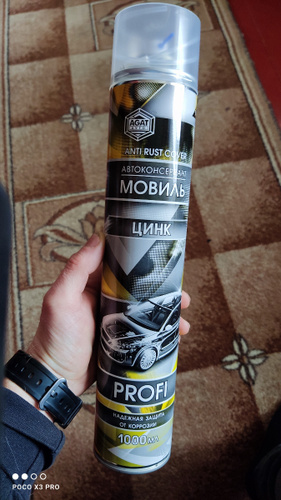 AGAT
ANTI RUST COVER
АВТОКОНСЕРВАНТ
МОВИЛЬ
ЦИНК
PROFI
НАДЕЖНАЯ ЗАЩИТА
ОТ КОРРОЗИИ
1000 мл
POCO X3 PRO